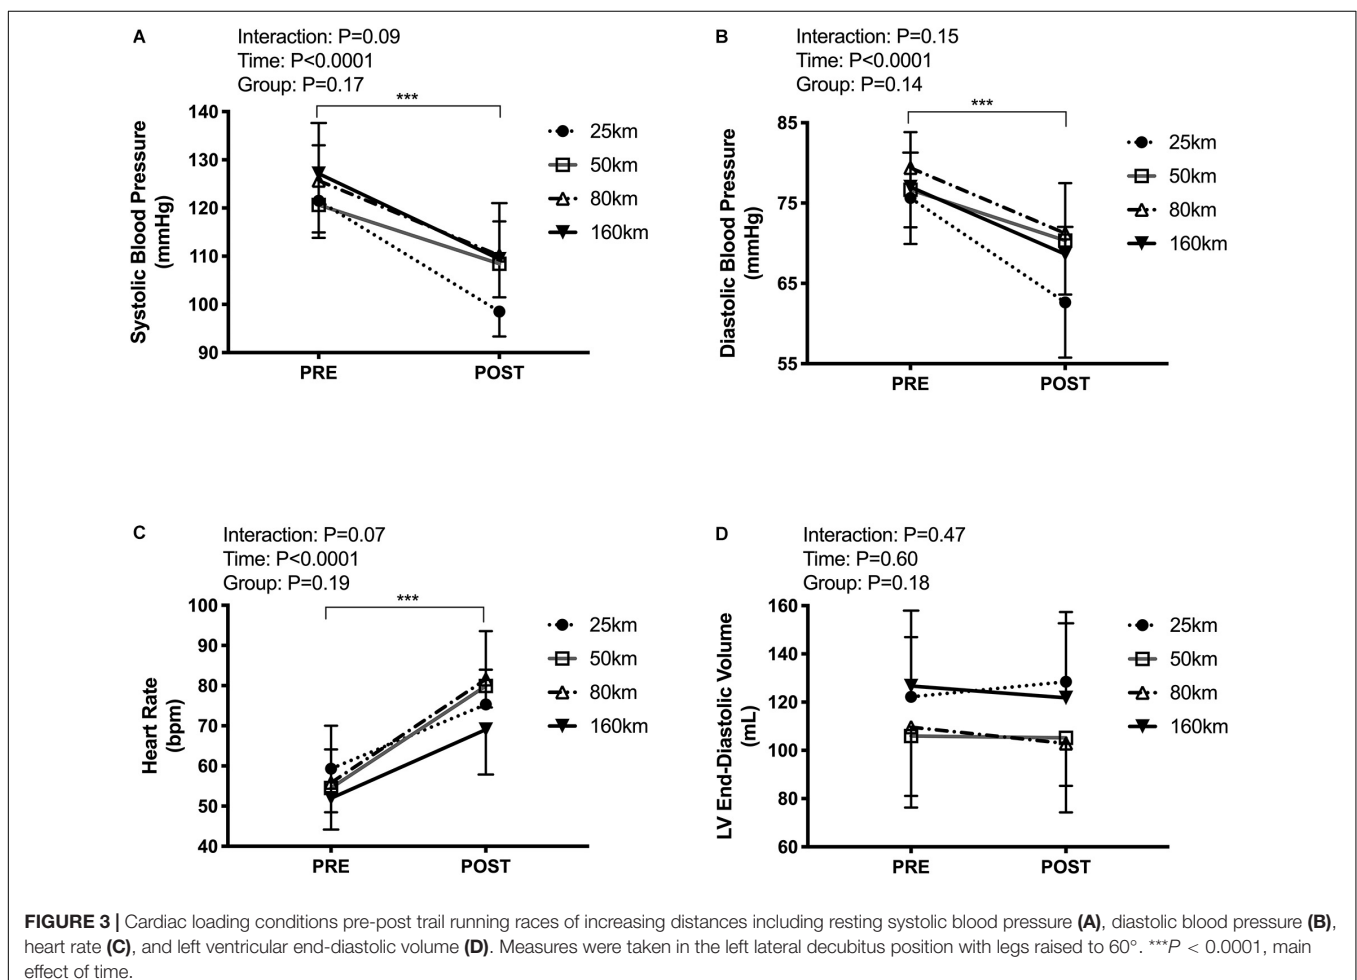 A
Interaction: P=0.09
Time: P<0.0001
Group: P=0.17
***
140
130
120
110
100
90
Systolic Blood Pressure
(mmHg)
PRE
POST
25km
50km
80km
160km
B
Interaction: P=0.15
Time: P<0.0001
Group: P=0.14
***
85
75
65
55
Diastolic Blood Pressure
(mmHg)
PRE
POST
25km
50km
80km
160km
C
Interaction: P=0.07
Time: P<0.0001
Group: P=0.19
***
100
90
80
70
60
50
40
Heart Rate
(bpm)
PRE
POST
25km
50km
80km
160km
D
Interaction: P=0.47
Time: P=0.60
Group: P=0.18
160
140
120
100
80
60
LV End-Diastolic Volume
(mL)
PRE
POST
25km
50km
80km
160km
FIGURE 3 | Cardiac loading conditions pre-post trail running races of increasing distances including resting systolic blood pressure (A), diastolic blood pressure (B),
heart rate (C), and left ventricular end-diastolic volume (D). Measures were taken in the left lateral decubitus position with legs raised to 60°. ***P < 0.0001, main
effect of time.